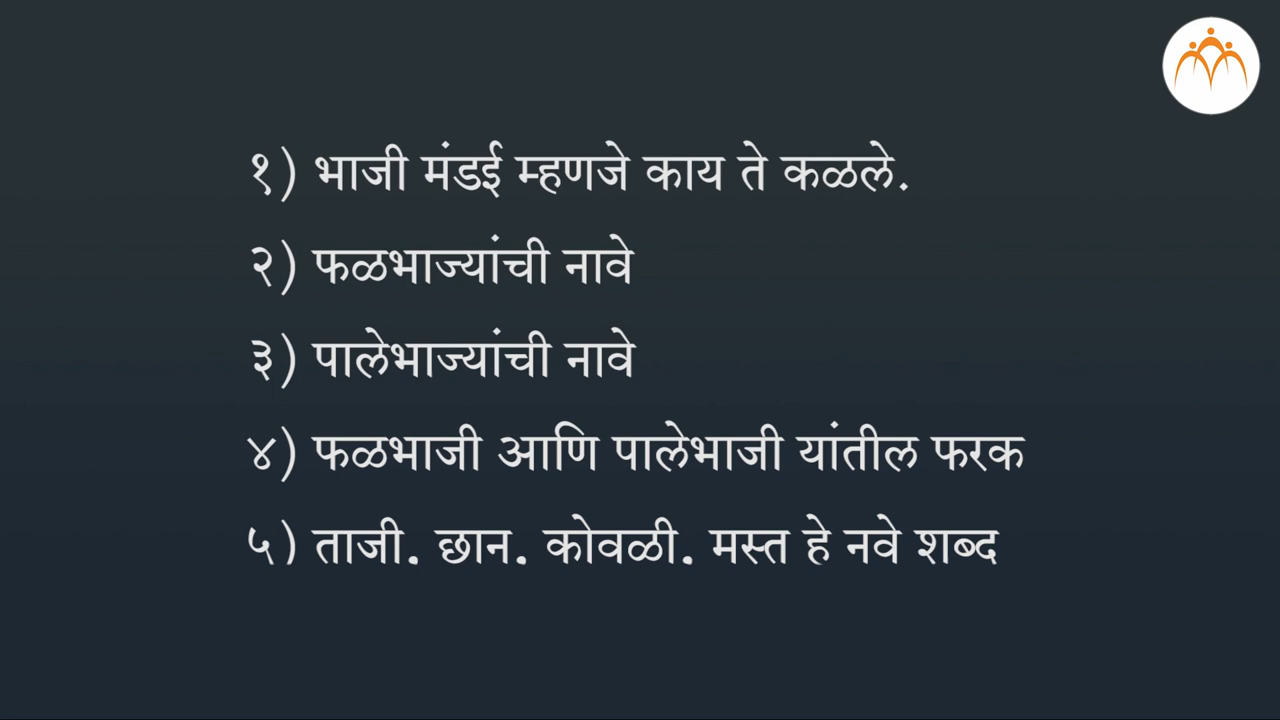 १) भाजी मंडई म्हणजे काय ते कळले.
२) फळभाज्यांची नावे
३) पालेभाज्यांची नावे
४) फळभाजी आणि पालेभाजी यांतील फरक
५) ताजी. छान. कोवळी. मस्त हे नवे शब्द